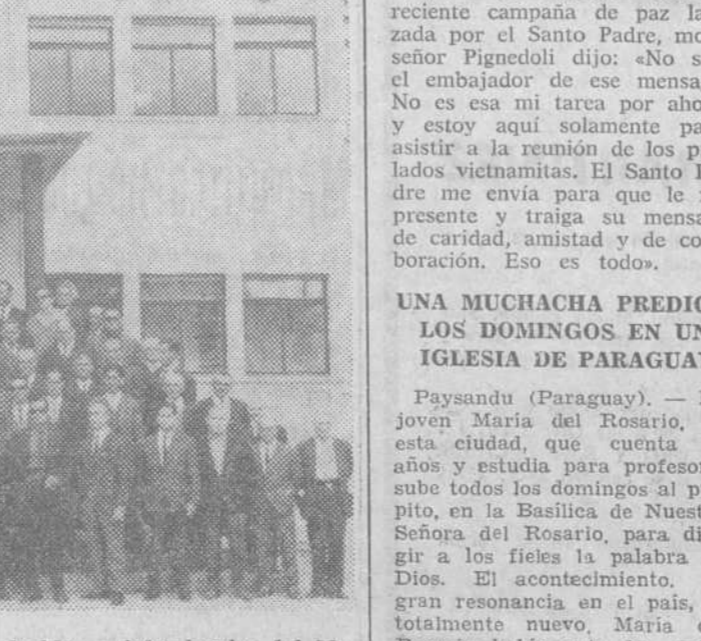 reciente campaña de paz la
zada por el Santo Padre, mo
señor Pignedoli dijo: «No s
el embajador de ese mensa
No es esa mi tarea por aho
y estoy aquí solamente pa
asistir a la reunión de los p
lados vietnamitas. El Santo
dre me envía para que le
presente y traiga su mensa
de caridad, amistad y de co
boración. Eso es todo».
UNA MUCHACHA PREDIC
LOS DOMINGOS EN UN
IGLESIA DE PARAGUAY
Paysandu (Paraguay). —
joven María del Rosario,
esta ciudad, que cuenta
años y estudia para profesor
sube todos los domingos al p
pito, en la Basílica de Nuest
Señora del Rosario, para di
gir a los fieles la palabra
Dios. El acontecimiento,
gran resonancia en el país,
totalmente nuevo. María